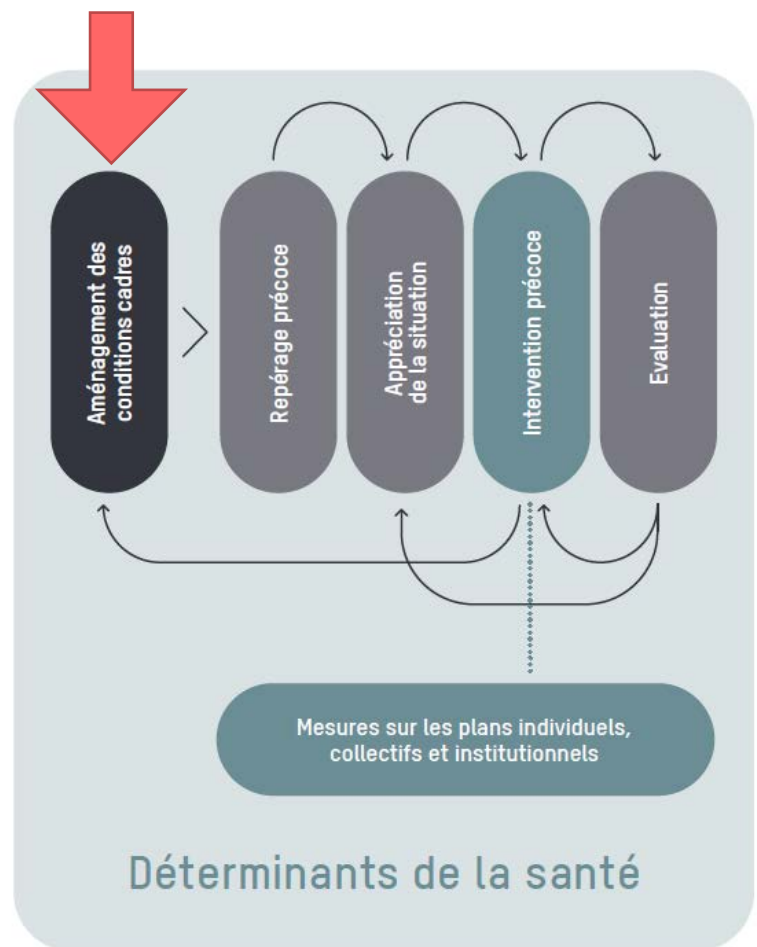 Aménagement des
conditions cadres
Repérage précoce
Appréciation
de la situation
Intervention précoce
Evaluation
Mesures sur les plans individuels,
collectifs et institutionnels
Déterminants de la santé